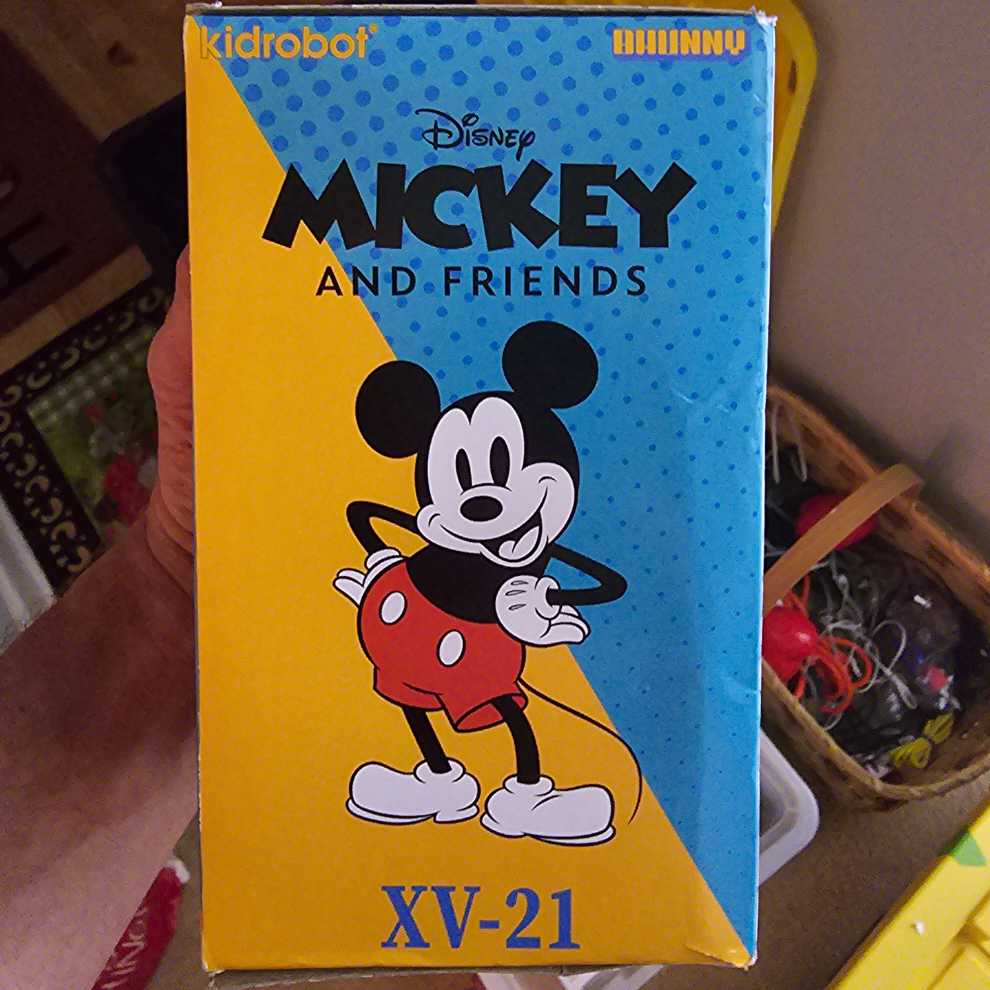 kidrobot®
BHUNNY
Disney
MICKEY
AND FRIENDS
XV-21